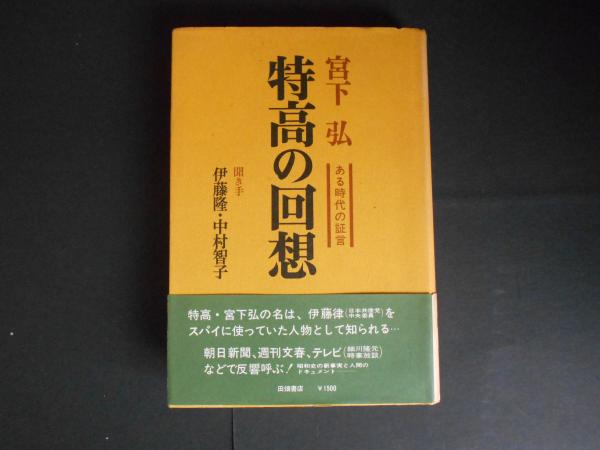 宮下 弘
特高の回想
ある時代の証言
聞き手
伊藤隆・中村智子
特高・宮下弘の名は、伊藤律(日本共産党中央委員)を
スパイに使っていた人物として知られる…
朝日新聞、週刊文春、テレビ(細川隆元時事放談)
などで反響呼ぶ! 昭和史の新事実と人間のドキュメント
田畑書店 ¥1500